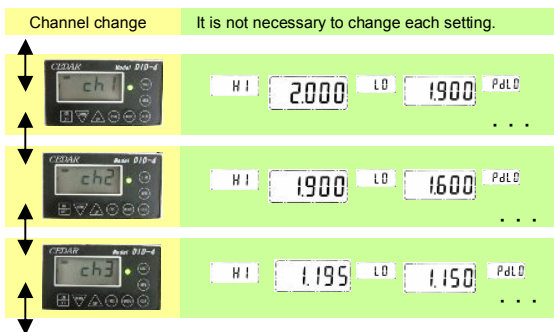 Channel change It is not necessary to change each setting.
CEDAR Model DID-4
ch1
HI 2.000 LO 1.900 PdLO
. . .
CEDAR Model DID-4
ch2
HI 1.900 LO 1.600 PdLO
. . .
CEDAR Model DID-4
ch3
HI 1.195 LO 1.150 PdLO
. . .